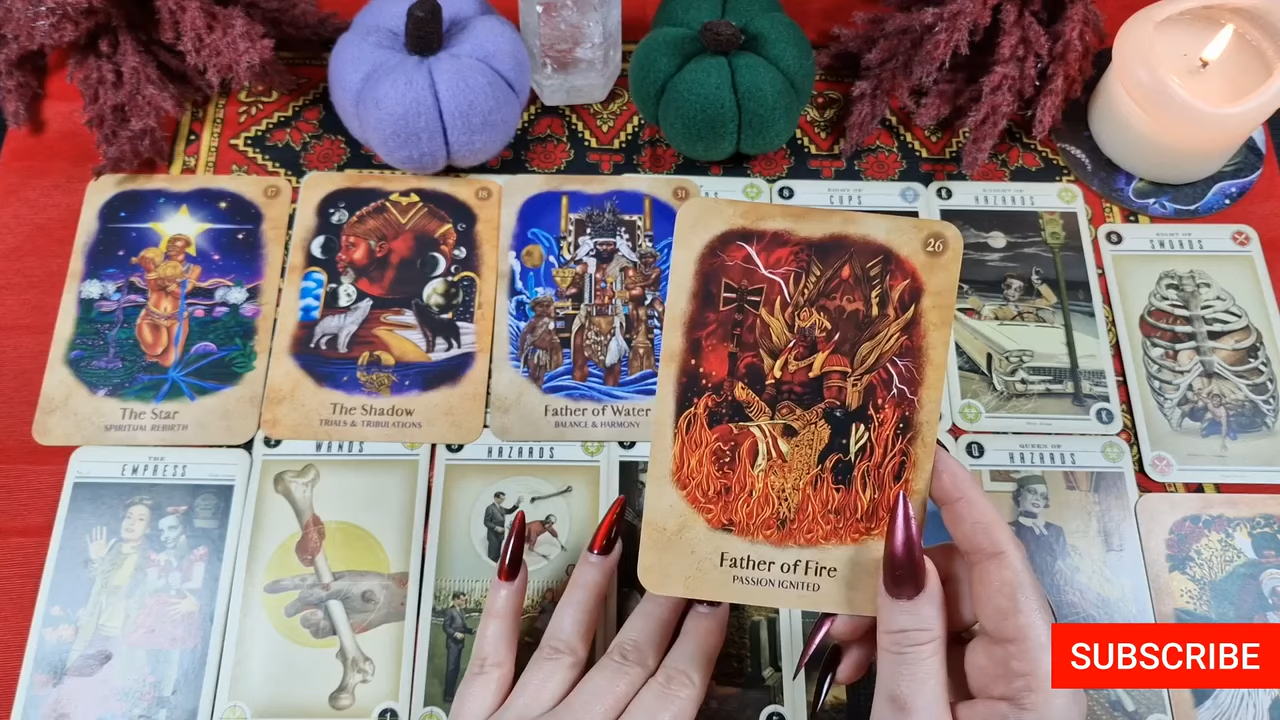 17
The Star
SPIRITUAL REBIRTH
18
The Shadow
TRIALS & TRIBULATIONS
31
Father of Water
BALANCE & HARMONY
26
Father of Fire
PASSION IGNITED
8
EIGHT OF
CUPS
K
KNIGHT OF
HAZARDS
K
8
EIGHT OF
SWORDS
THE
EMPRESS
WANDS
HAZARDS
Q
QUEEN OF
HAZARDS
SUBSCRIBE